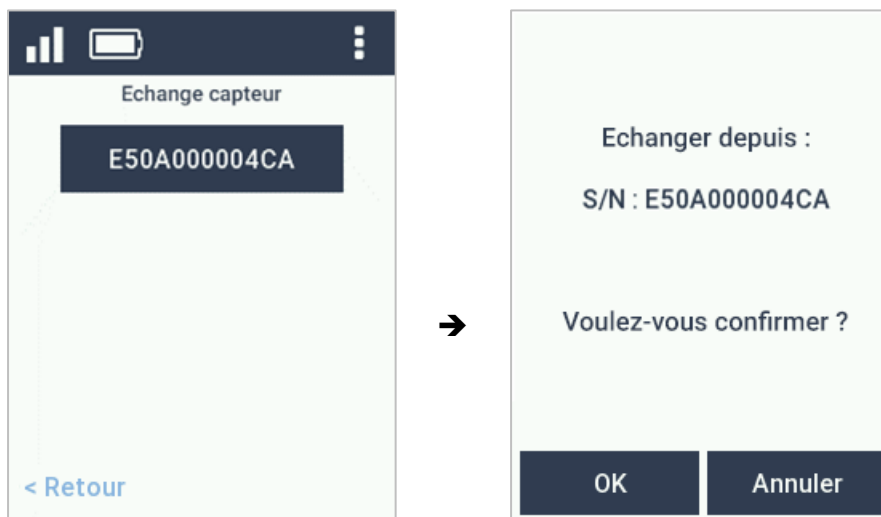 Echange capteur
E50A000004CA
< Retour
➔
Echanger depuis :
S/N : E50A000004CA
Voulez-vous confirmer ?
OK
Annuler